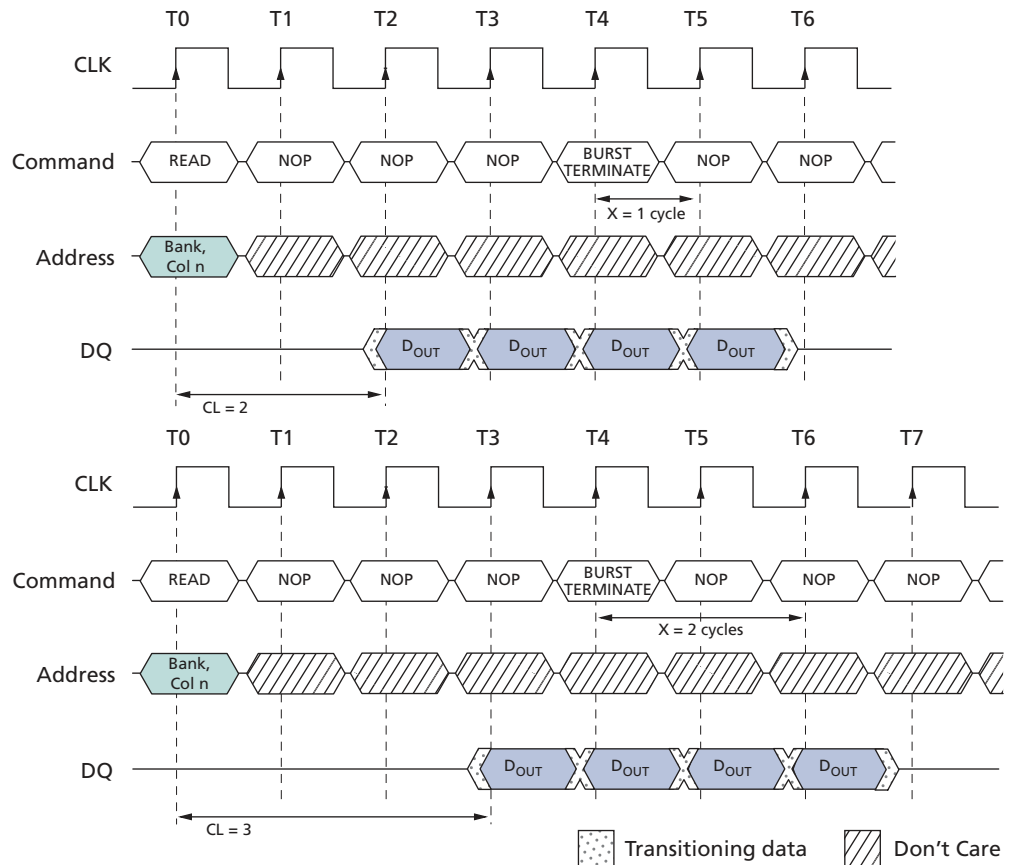 T0 T1 T2 T3 T4 T5 T6
CLK
Command READ NOP NOP NOP BURST TERMINATE NOP NOP
X = 1 cycle
Address Bank, Col n
DQ DOUT DOUT DOUT DOUT
CL = 2
T0 T1 T2 T3 T4 T5 T6 T7
CLK
Command READ NOP NOP NOP BURST TERMINATE NOP NOP NOP
X = 2 cycles
Address Bank, Col n
DQ DOUT DOUT DOUT DOUT
CL = 3
Transitioning data Don't Care